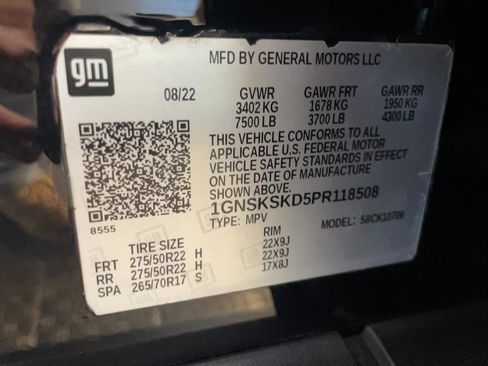 gm
MFD BY GENERAL MOTORS LLC
08/22 GVWR GAWR FRT GAWR RR
3402 KG 1678 KG 1950 KG
7500 LB 3700 LB 4300 LB
THIS VEHICLE CONFORMS TO ALL
APPLICABLE U.S. FEDERAL MOTOR
VEHICLE SAFETY STANDARDS IN EFFECT
ON THE DATE OF MANUFACTURE
SHOWN ABOVE.
1GNSKSKD5PR118508
8555 TYPE: MPV MODEL:
TIRE SIZE RIM
FRT 275/50R22 H 22X9J
RR 275/50R22 H 22X9J
SPA 265/70R17 S 17X8J